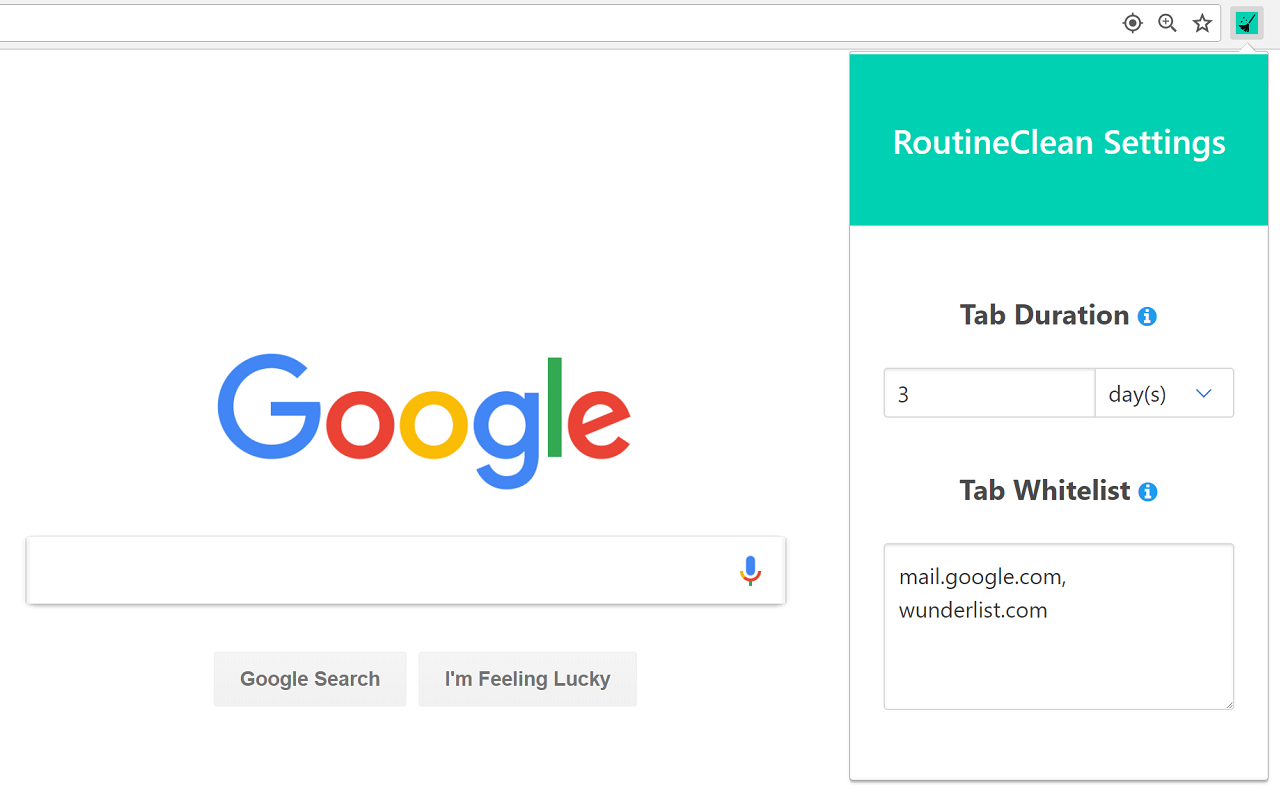 RoutineClean Settings
Tab Duration
3
day(s)
Tab Whitelist
mail.google.com,
wunderlist.com
Google
Google Search
I'm Feeling Lucky